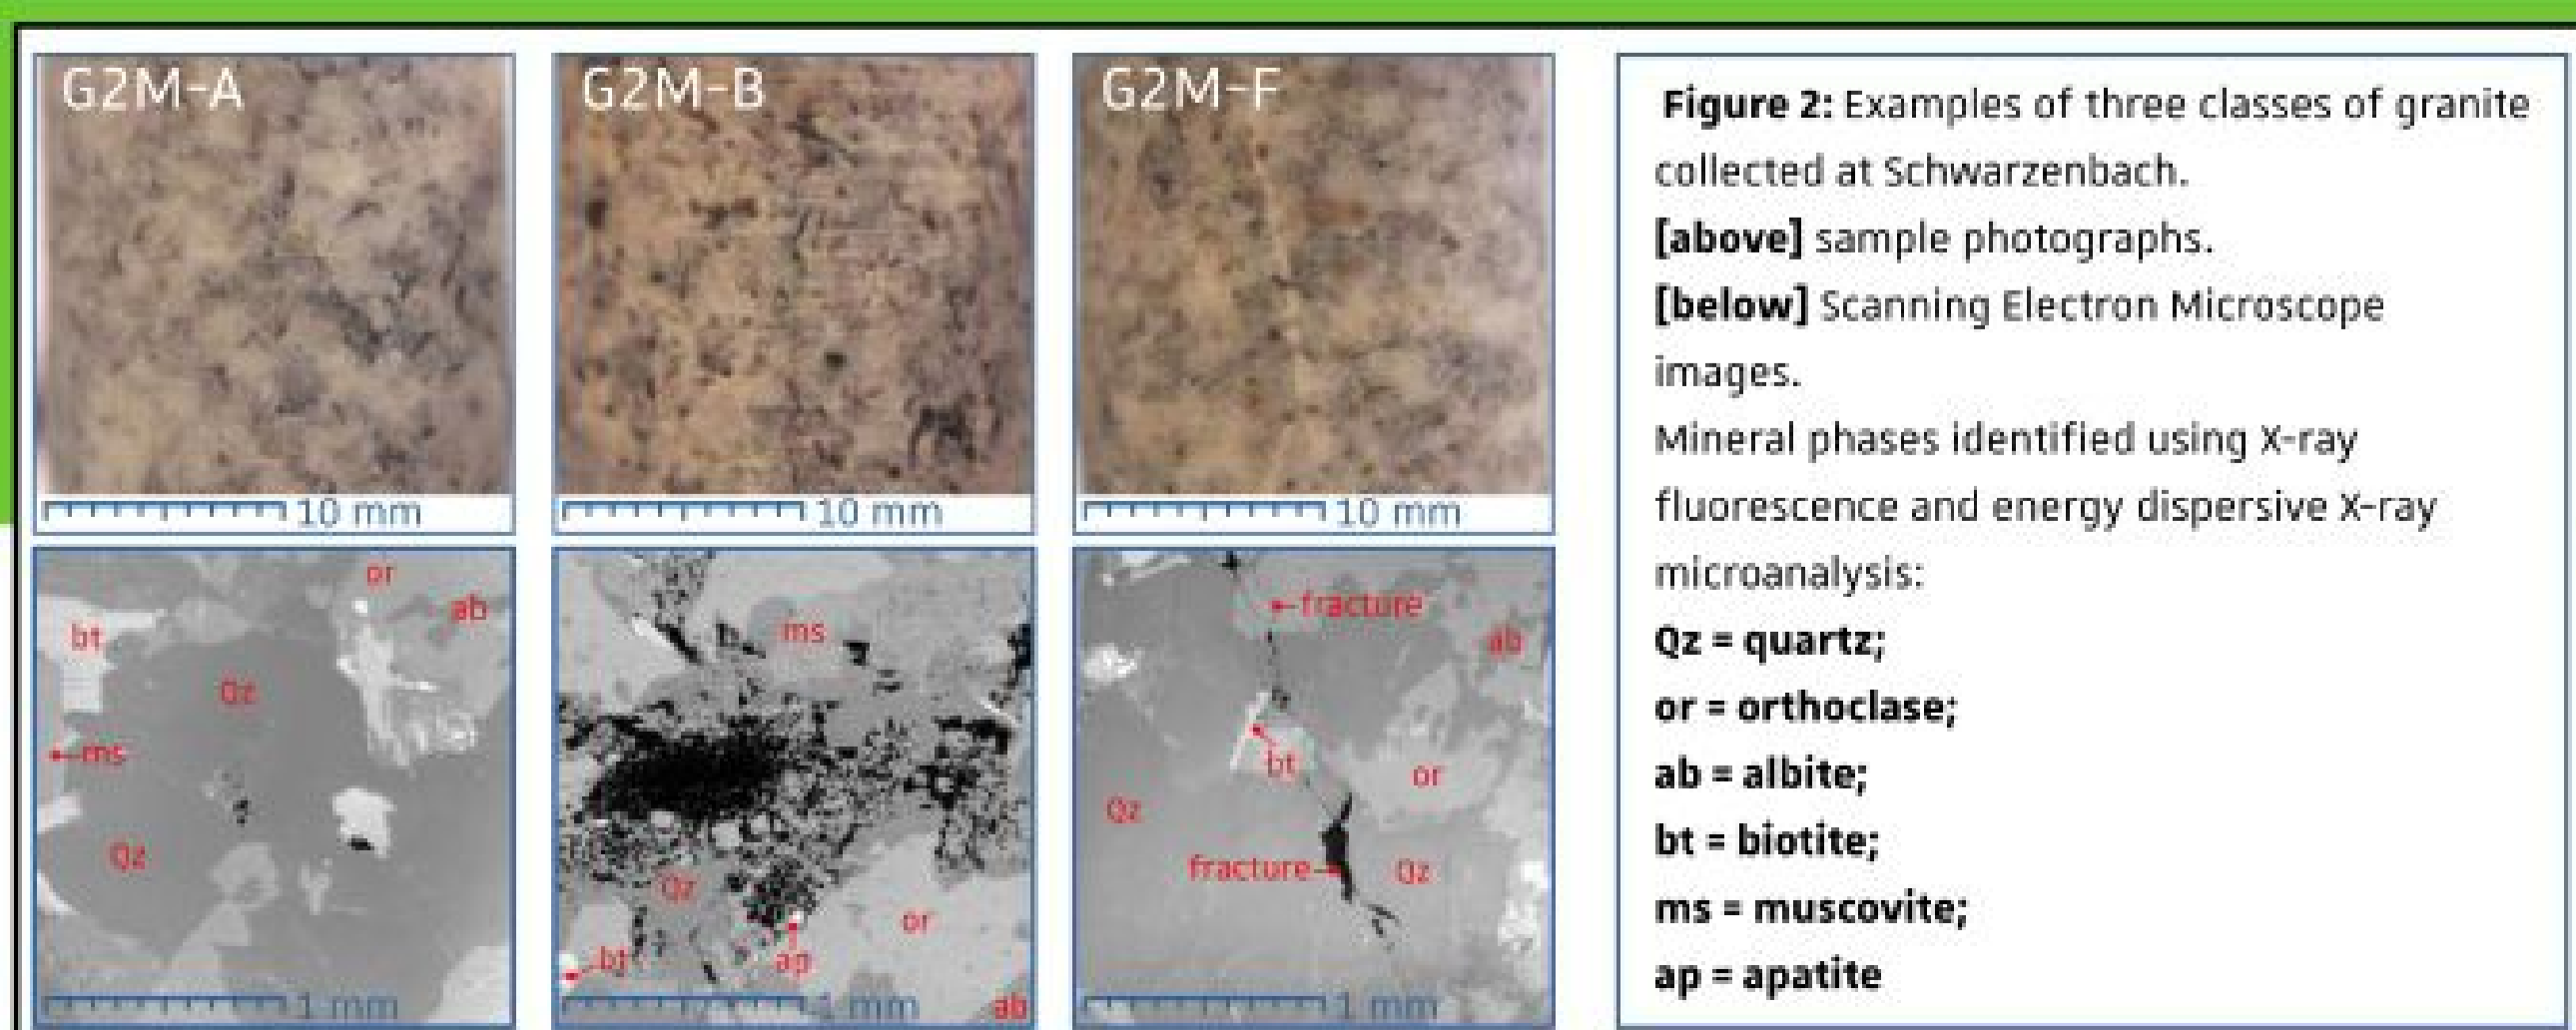 G2M-A
G2M-B
G2M-F
10 mm
10 mm
10 mm
or
ab
bt
Qz
ms
Qz
1 mm
ms
Qz
or
bt
ap
1 mm
ab
fracture
ab
bt
or
Qz
fracture
Qz
1 mm
Figure 2: Examples of three classes of granite
collected at Schwarzenbach.
[above] sample photographs.
[below] Scanning Electron Microscope
images.
Mineral phases identified using X-ray
fluorescence and energy dispersive X-ray
microanalysis:
Qz = quartz;
or = orthoclase;
ab = albite;
bt = biotite;
ms = muscovite;
ap = apatite